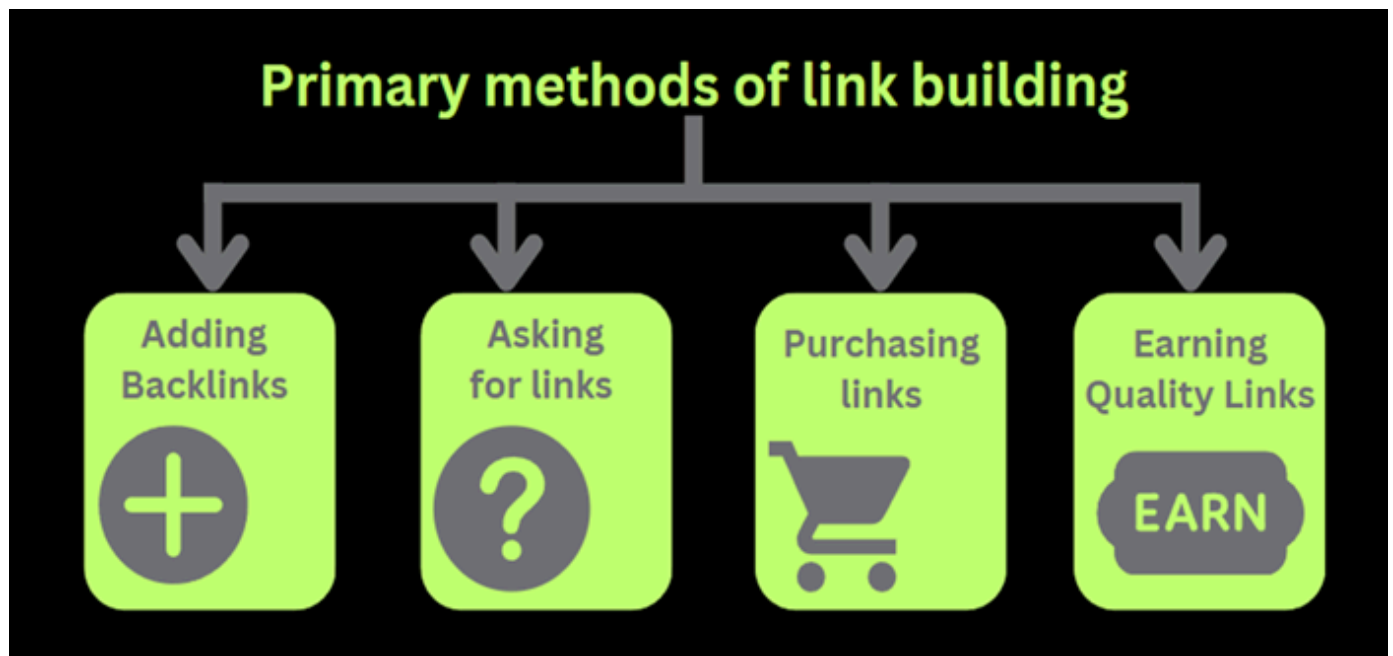 Primary methods of link building
Adding
Backlinks
Asking
for links
Purchasing
links
Earning
Quality Links
EARN